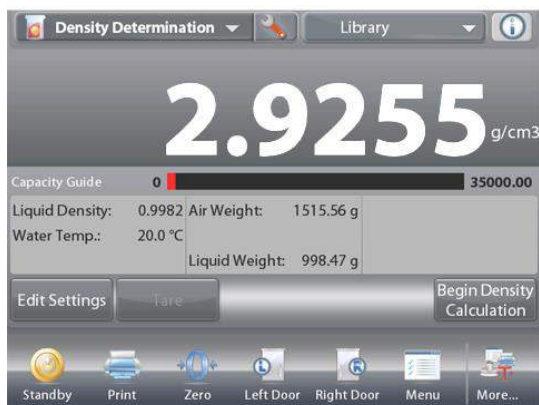 Density Determination Library
2.9255 g/cm3
Capacity Guide 0 35000.00
Liquid Density: 0.9982 Air Weight: 1515.56 g
Water Temp.: 20.0 °C
Liquid Weight: 998.47 g
Edit Settings Tare Begin Density
Calculation
Standby Print Zero Left Door Right Door Menu More...